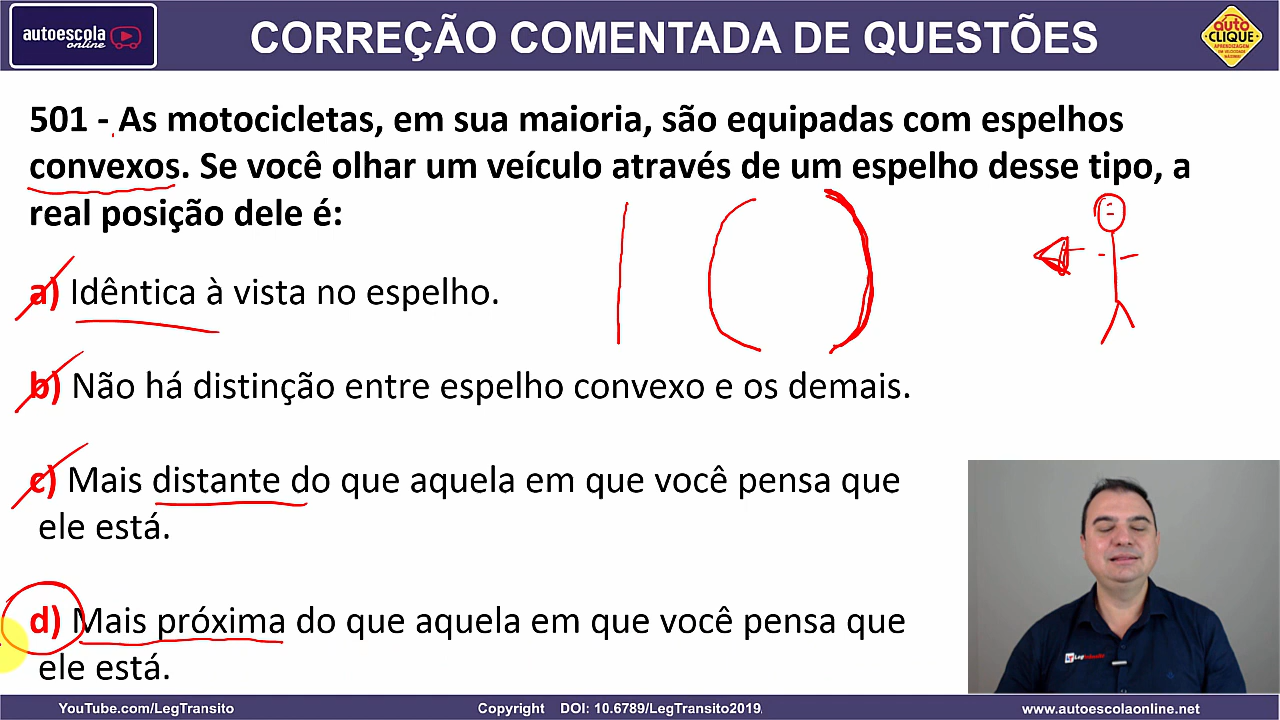 autoescola
online
CORREÇÃO COMENTADA DE QUESTÕES
auto
CLIQUE
APRENDIZAGEM
EM VELOCIDADE
501 - As motocicletas, em sua maioria, são equipadas com espelhos
convexos. Se você olhar um veículo através de um espelho desse tipo, a
real posição dele é:
a) Idêntica à vista no espelho.
b) Não há distinção entre espelho convexo e os demais.
c) Mais distante do que aquela em que você pensa que
ele está.
d) Mais próxima do que aquela em que você pensa que
ele está.
YouTube.com/LegTransito
Copyright DOI: 10.6789/LegTransito2019
www.autoescolaonline.net